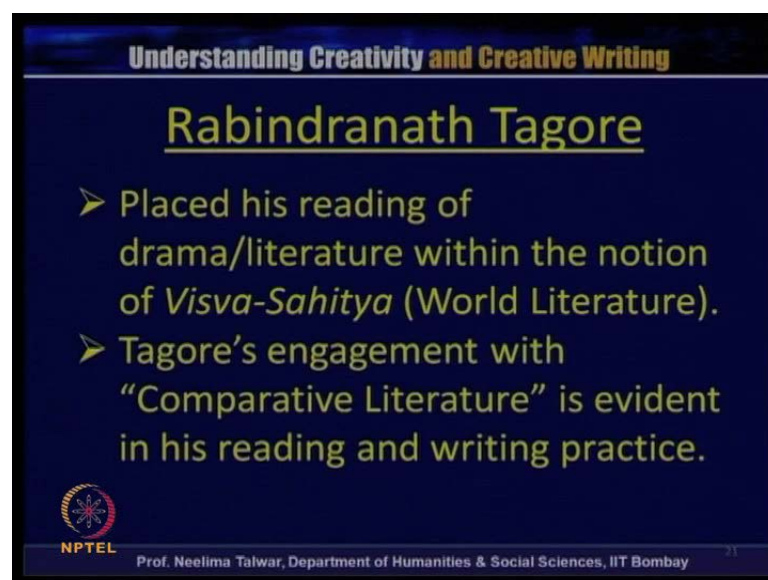 Understanding Creativity and Creative Writing
Rabindranath Tagore
➤ Placed his reading of
drama/literature within the notion
of Visva-Sahitya (World Literature).
➤ Tagore's engagement with
"Comparative Literature" is evident
in his reading and writing practice.
NPTEL
Prof. Neelima Talwar, Department of Humanities & Social Sciences, IIT Bombay
21